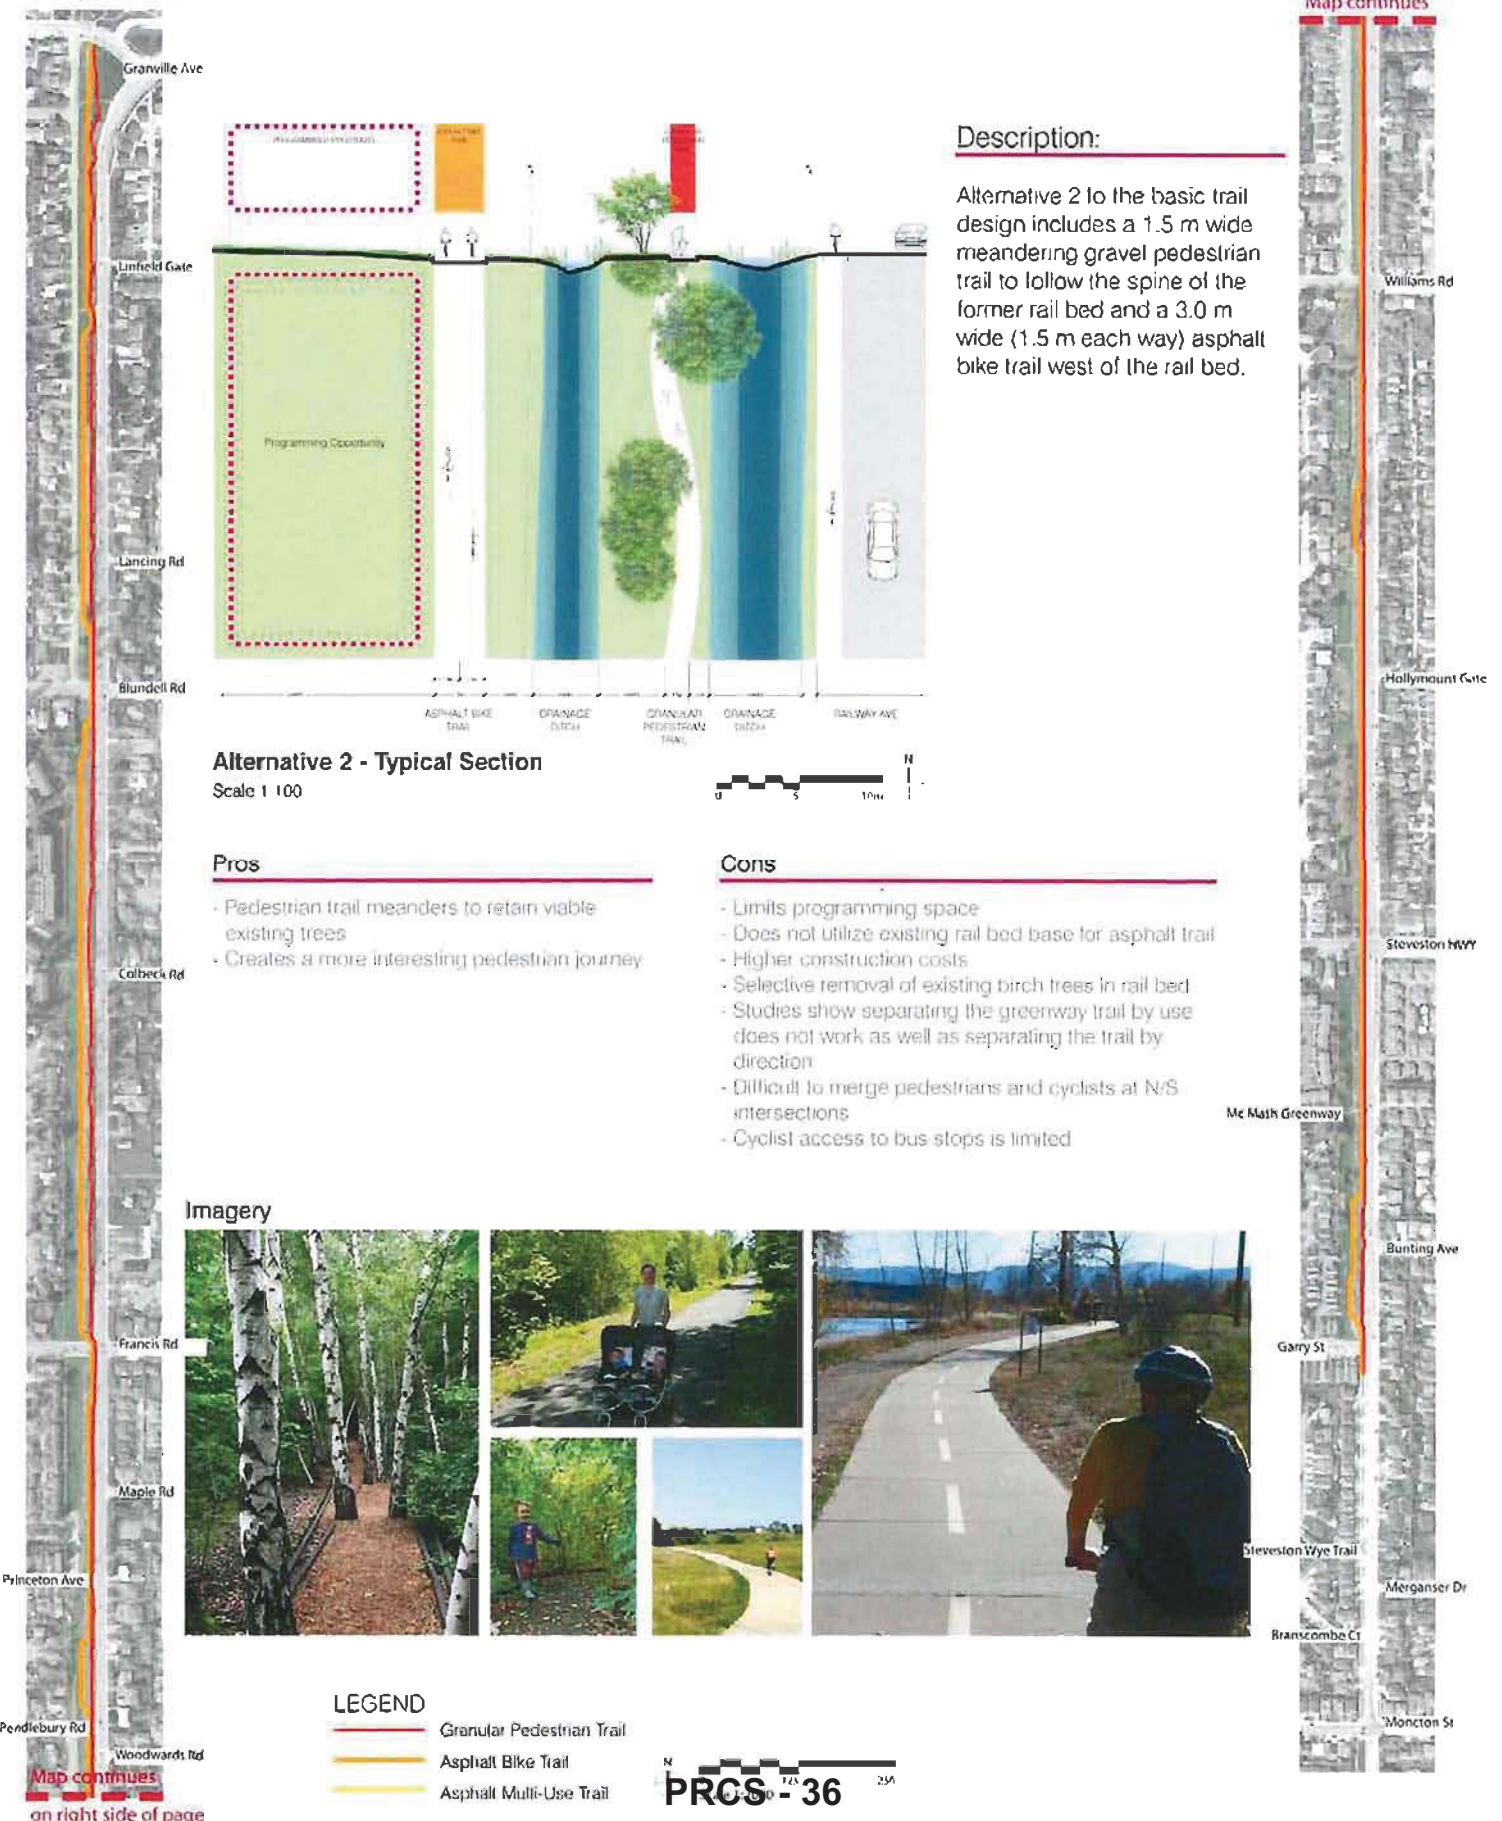 Map continues
Granville Ave
Linfield Gate
Lancing Rd
Blundell Rd
Colbeck Rd
Francis Rd
Maple Rd
Princeton Ave
Pendlebury Rd
Woodwards Rd
Map continues
on right side of page
Programming Opportunity
ASPHALT BIKE
TRAIL
DRAINAGE
DITCH
GRANULAR
PEDESTRIAN
TRAIL
DRAINAGE
DITCH
RAILWAY AVE
Alternative 2 - Typical Section
Scale 1 100
0 5 10m
N
Description:
Alternative 2 to the basic trail
design includes a 1.5 m wide
meandering gravel pedestrian
trail to follow the spine of the
former rail bed and a 3.0 m
wide (1.5 m each way) asphalt
bike trail west of the rail bed.
Pros
- Pedestrian trail meanders to retain viable
existing trees
- Creates a more interesting pedestrian journey
Cons
- Limits programming space
- Does not utilize existing rail bed base for asphalt trail
- Higher construction costs
- Selective removal of existing birch trees in rail bed
- Studies show separating the greenway trail by use
does not work as well as separating the trail by
direction
- Difficult to merge pedestrians and cyclists at N/S
intersections
- Cyclist access to bus stops is limited
Imagery
LEGEND
Granular Pedestrian Trail
Asphalt Bike Trail
Asphalt Multi-Use Trail
N
PRCS - 36
Williams Rd
Hollymount Gate
Steveston HWY
Mc Math Greenway
Bunting Ave
Garry St
Steveston Wye Trail
Merganser Dr
Branscombe Ct
Moncton St